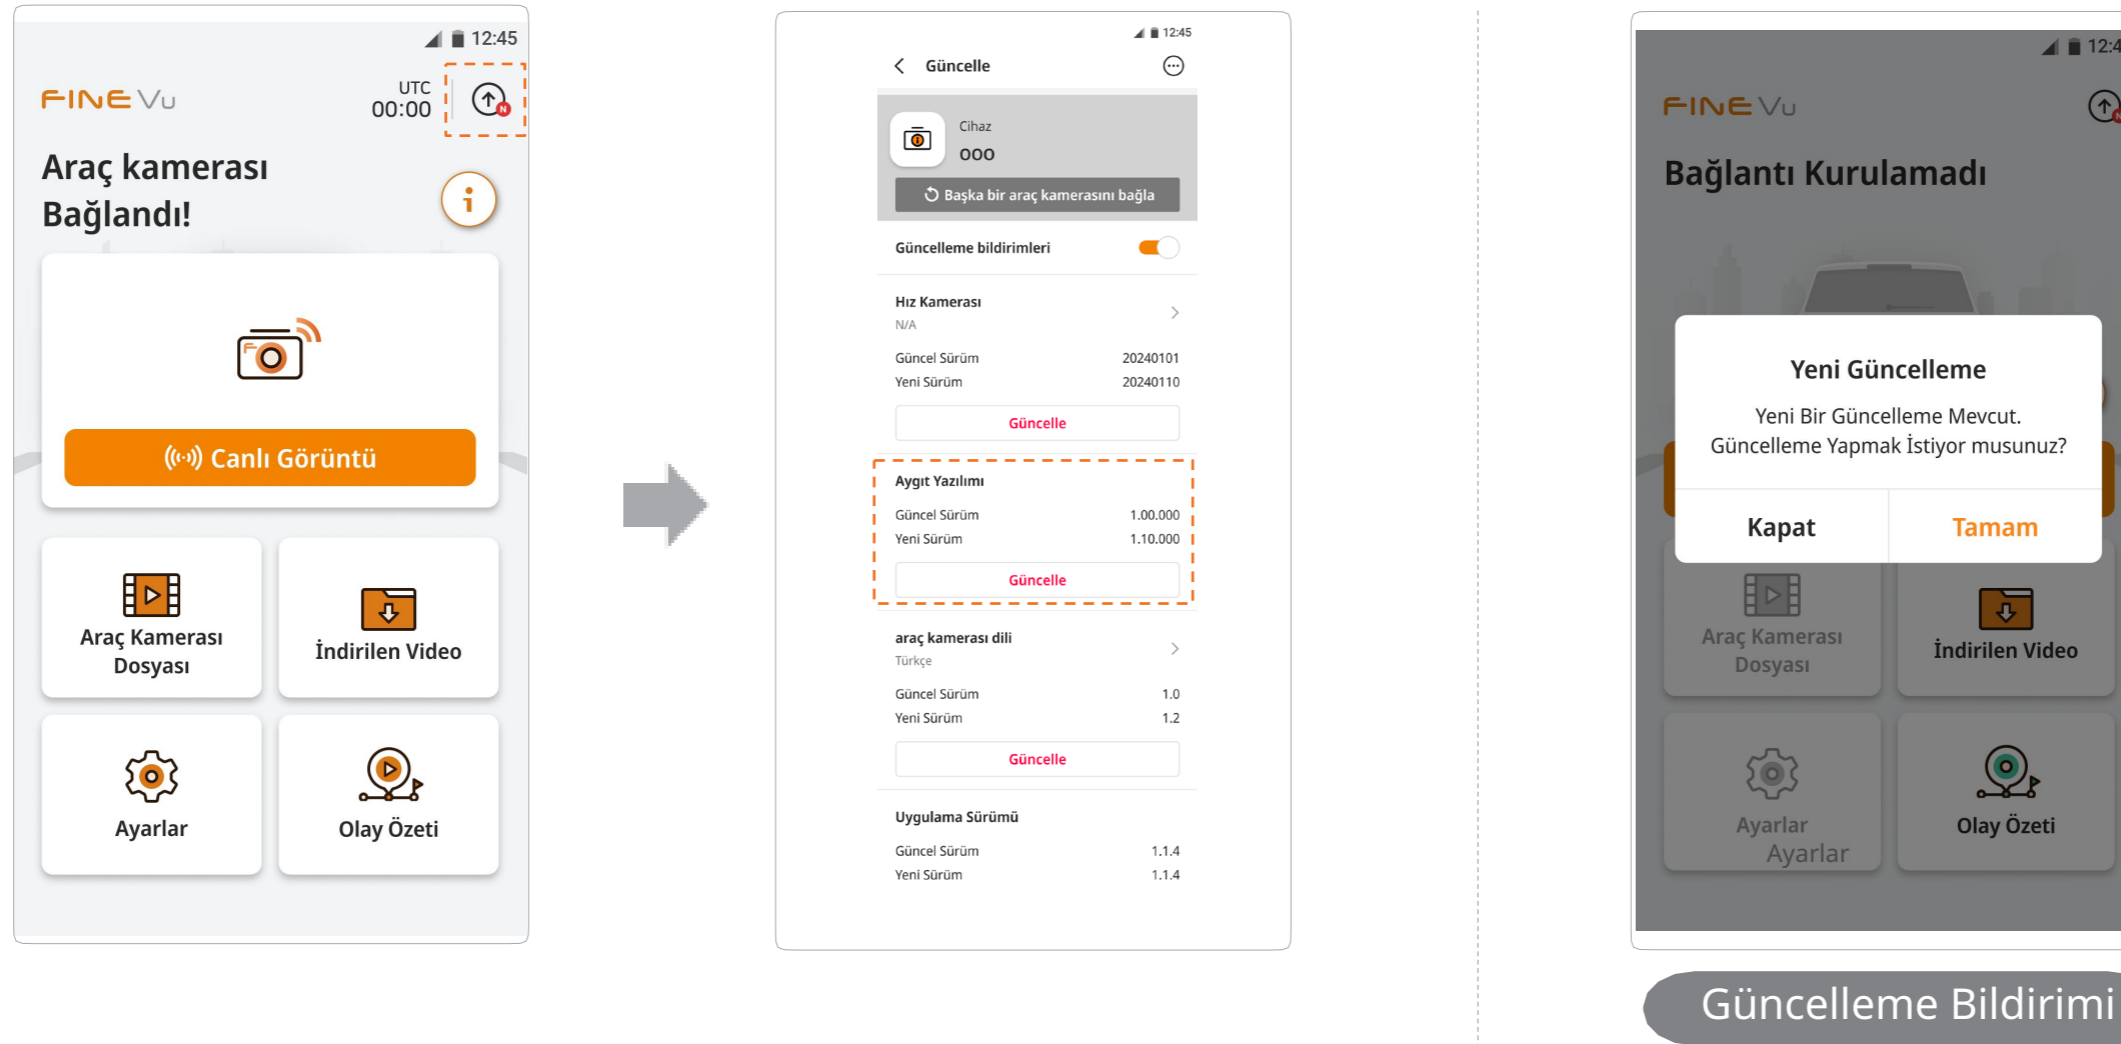 12:45
FINEVu
UTC
00:00
N
Araç kamerası
Bağlandı!
i
Canlı Görüntü
Araç Kamerası
Dosyası
İndirilen Video
Ayarlar
Olay Özeti
12:45
Güncelle
Cihaz
OOO
Başka bir araç kamerasını bağla
Güncelleme bildirimleri
Hız Kamerası
N/A
Güncel Sürüm 20240101
Yeni Sürüm 20240110
Güncelle
Aygıt Yazılımı
Güncel Sürüm 1.00.000
Yeni Sürüm 1.10.000
Güncelle
araç kamerası dili
Türkçe
Güncel Sürüm 1.0
Yeni Sürüm 1.2
Güncelle
Uygulama Sürümü
Güncel Sürüm 1.1.4
Yeni Sürüm 1.1.4
12:4
FINEVu
Bağlantı Kurulamadı
Yeni Güncelleme
Yeni Bir Güncelleme Mevcut.
Güncelleme Yapmak İstiyor musunuz?
Kapat
Tamam
Araç Kamerası
Dosyası
İndirilen Video
Ayarlar
Ayarlar
Olay Özeti
Güncelleme Bildirimi